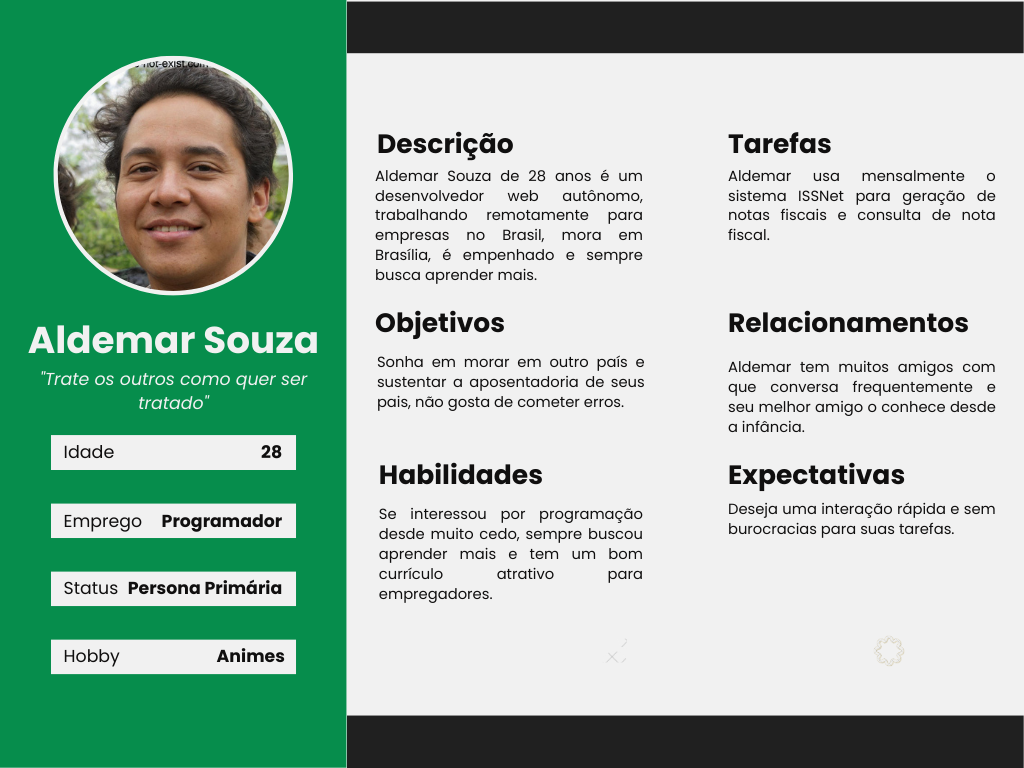 not-exist.com
Aldemar Souza
"Trate os outros como quer ser
tratado"
Idade 28
Emprego Programador
Status Persona Primária
Hobby Animes
Descrição
Aldemar Souza de 28 anos é um
desenvolvedor web autônomo,
trabalhando remotamente para
empresas no Brasil, mora em
Brasília, é empenhado e sempre
busca aprender mais.
Objetivos
Sonha em morar em outro país e
sustentar a aposentadoria de seus
pais, não gosta de cometer erros.
Habilidades
Se interessou por programação
desde muito cedo, sempre buscou
aprender mais e tem um bom
currículo atrativo para
empregadores.
Tarefas
Aldemar usa mensalmente o
sistema ISSNet para geração de
notas fiscais e consulta de nota
fiscal.
Relacionamentos
Aldemar tem muitos amigos com
que conversa frequentemente e
seu melhor amigo o conhece desde
a infância.
Expectativas
Deseja uma interação rápida e sem
burocracias para suas tarefas.